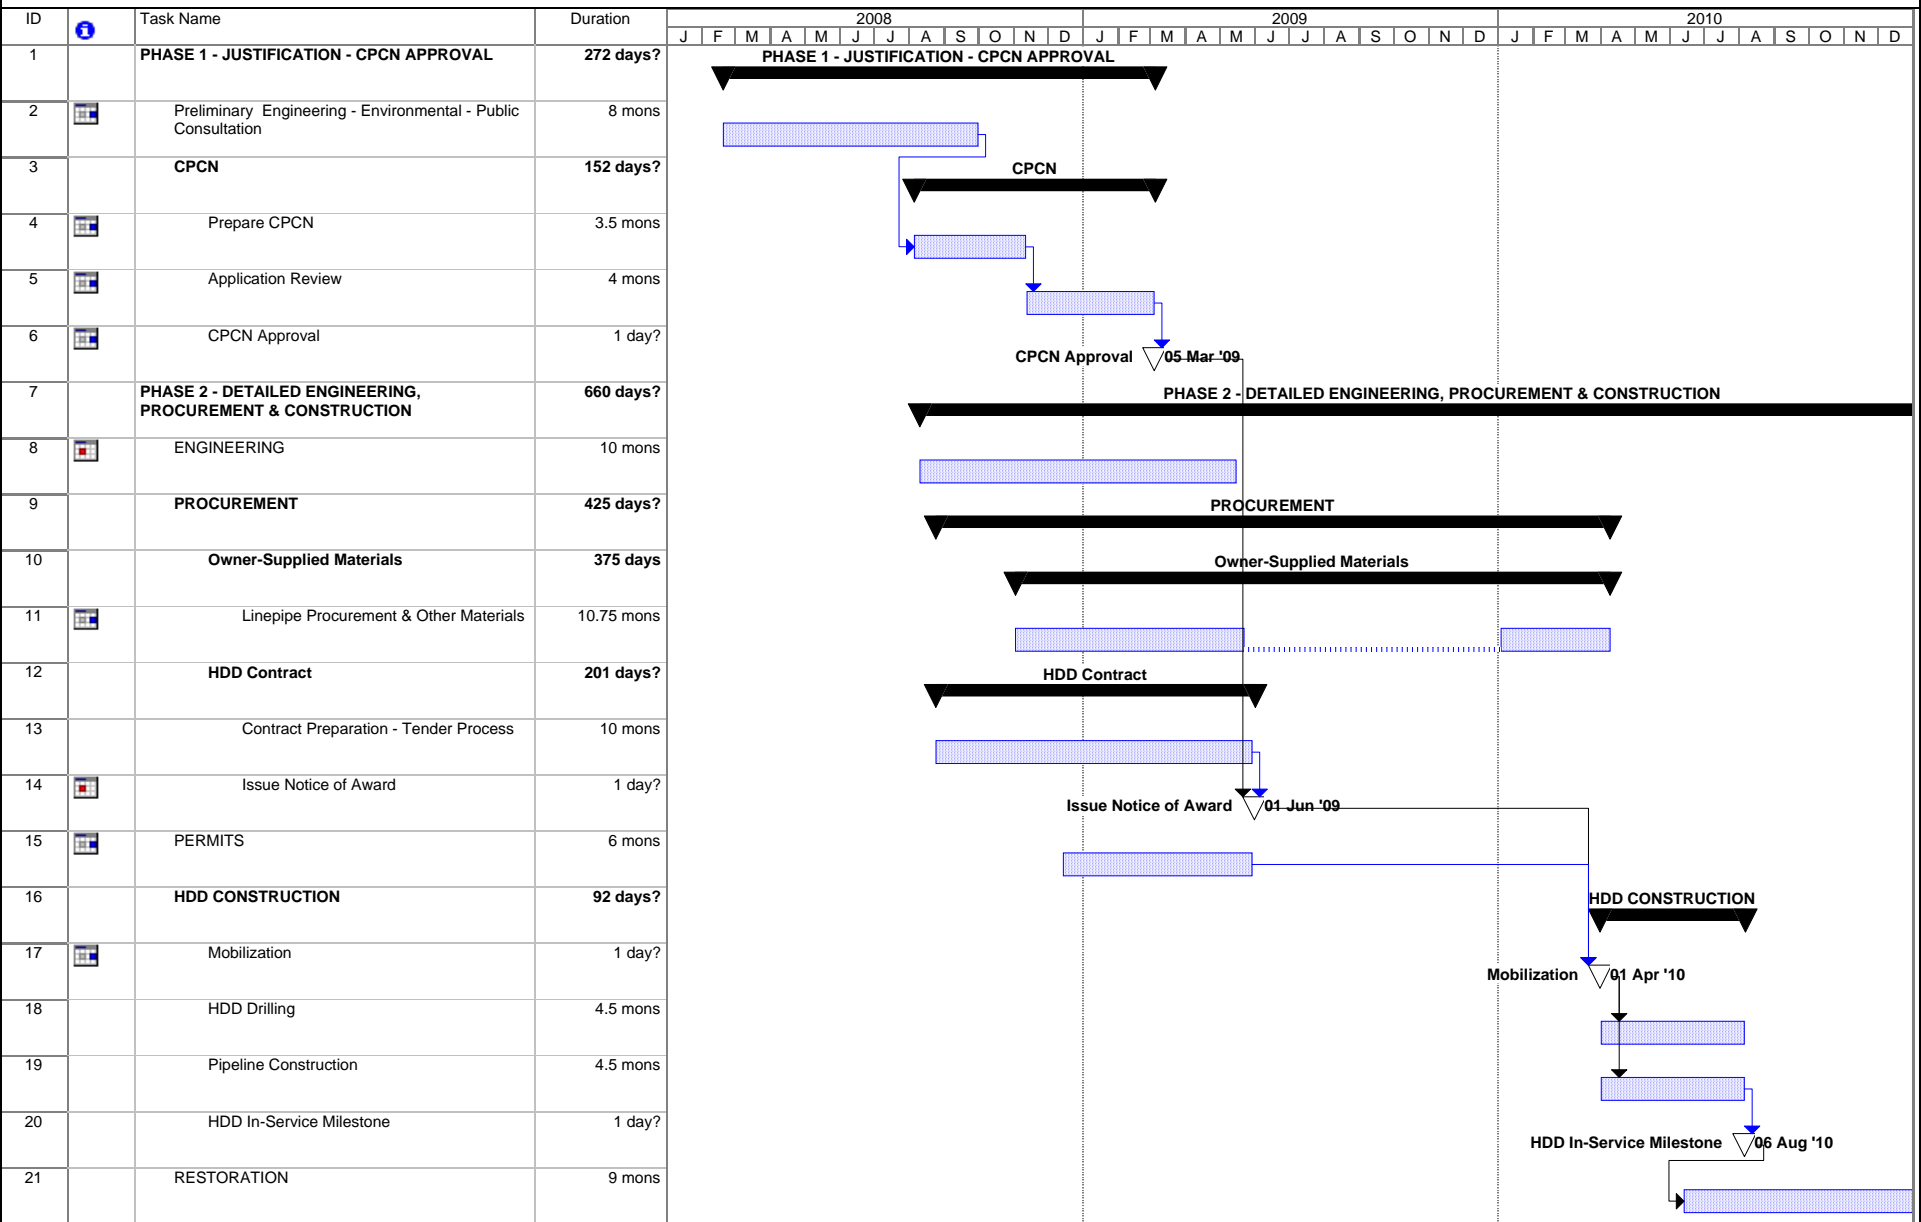 ID Task Name Duration 2008 2009 2010
J F M A M J J A S O N D J F M A M J J A S O N D J F M A M J J A S O N D
1 PHASE 1 - JUSTIFICATION - CPCN APPROVAL 272 days? PHASE 1 - JUSTIFICATION - CPCN APPROVAL
2 Preliminary Engineering - Environmental - Public 8 mons
Consultation
3 CPCN 152 days? CPCN
4 Prepare CPCN 3.5 mons
5 Application Review 4 mons
6 CPCN Approval 1 day?
CPCN Approval 05 Mar '09
7 PHASE 2 - DETAILED ENGINEERING, 660 days? PHASE 2 - DETAILED ENGINEERING, PROCUREMENT & CONSTRUCTION
PROCUREMENT & CONSTRUCTION
8 ENGINEERING 10 mons
9 PROCUREMENT 425 days? PROCUREMENT
10 Owner-Supplied Materials 375 days Owner-Supplied Materials
11 Linepipe Procurement & Other Materials 10.75 mons
12 HDD Contract 201 days? HDD Contract
13 Contract Preparation - Tender Process 10 mons
14 Issue Notice of Award 1 day?
Issue Notice of Award 01 Jun '09
15 PERMITS 6 mons
16 HDD CONSTRUCTION 92 days? HDD CONSTRUCTION
17 Mobilization 1 day?
Mobilization 01 Apr '10
18 HDD Drilling 4.5 mons
19 Pipeline Construction 4.5 mons
20 HDD In-Service Milestone 1 day?
HDD In-Service Milestone 06 Aug '10
21 RESTORATION 9 mons